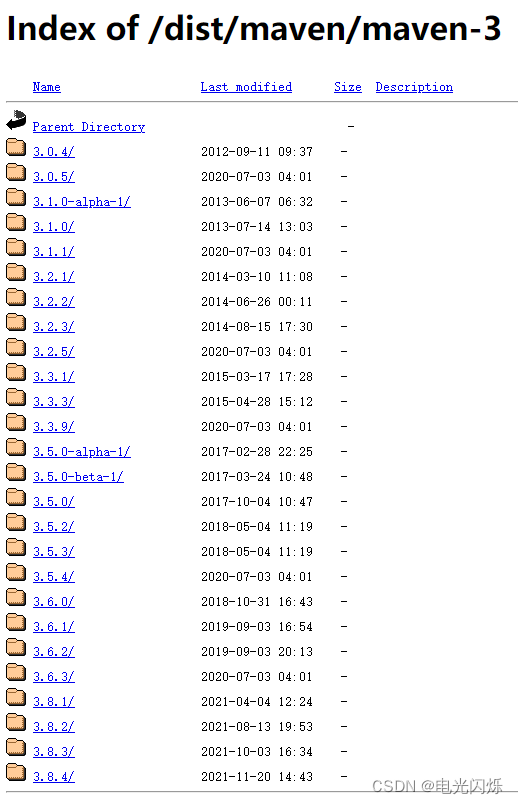 Index of /dist/maven/maven-3
Name Last modified Size Description
Parent Directory -
3.0.4/ 2012-09-11 09:37 -
3.0.5/ 2020-07-03 04:01 -
3.1.0-alpha-1/ 2013-06-07 06:32 -
3.1.0/ 2013-07-14 13:03 -
3.1.1/ 2020-07-03 04:01 -
3.2.1/ 2014-03-10 11:08 -
3.2.2/ 2014-06-26 00:11 -
3.2.3/ 2014-08-15 17:30 -
3.2.5/ 2020-07-03 04:01 -
3.3.1/ 2015-03-17 17:28 -
3.3.3/ 2015-04-28 15:12 -
3.3.9/ 2020-07-03 04:01 -
3.5.0-alpha-1/ 2017-02-28 22:25 -
3.5.0-beta-1/ 2017-03-24 10:48 -
3.5.0/ 2017-10-04 10:47 -
3.5.2/ 2018-05-04 11:19 -
3.5.3/ 2018-05-04 11:19 -
3.5.4/ 2020-07-03 04:01 -
3.6.0/ 2018-10-31 16:43 -
3.6.1/ 2019-09-03 16:54 -
3.6.2/ 2019-09-03 20:13 -
3.6.3/ 2020-07-03 04:01 -
3.8.1/ 2021-04-04 12:24 -
3.8.2/ 2021-08-13 19:53 -
3.8.3/ 2021-10-03 16:34 -
3.8.4/ 2021-11-20 14:43 -
CSDN @电光闪烁